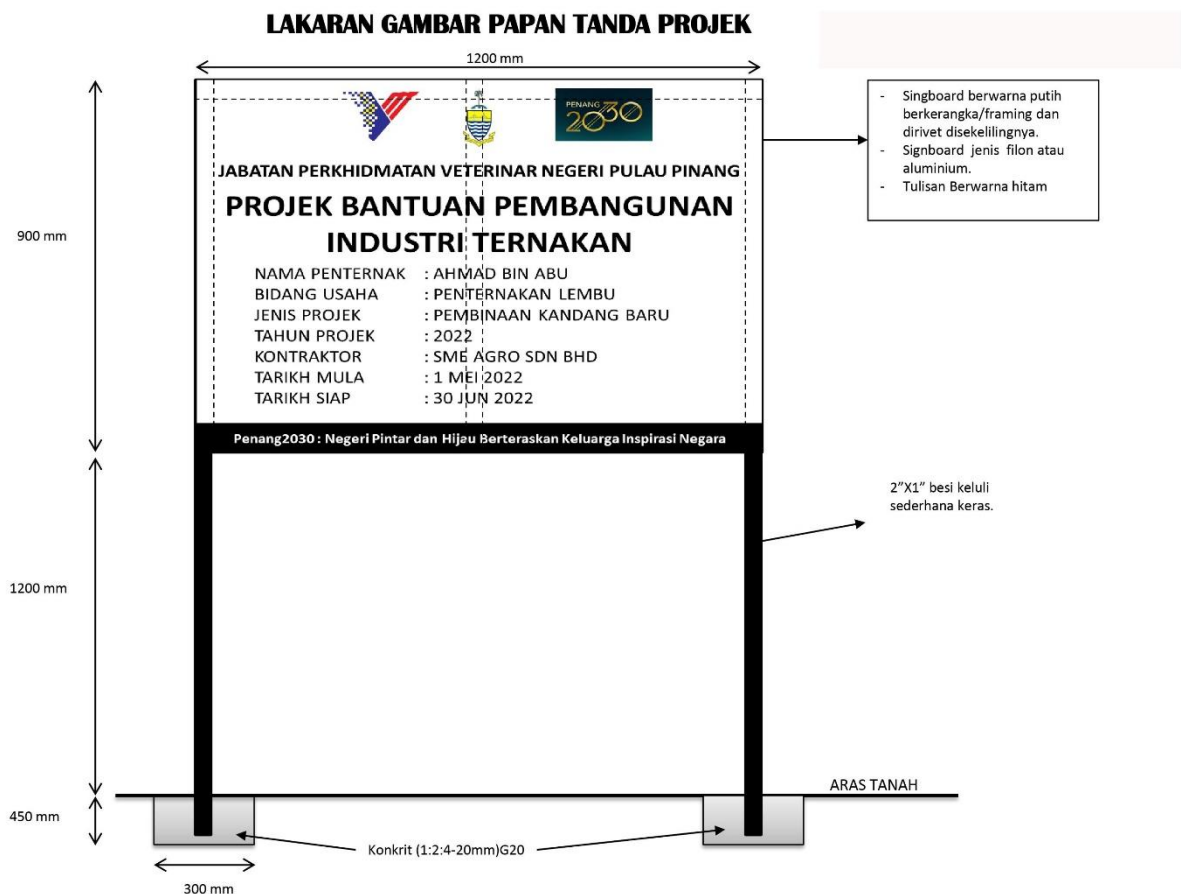 LAKARAN GAMBAR PAPAN TANDA PROJEK
1200 mm
PENANG
2030
JABATAN PERKHIDMATAN VETERINAR NEGERI PULAU PINANG
PROJEK BANTUAN PEMBANGUNAN
INDUSTRI TERNAKAN
NAMA PENTERNAK : AHMAD BIN ABU
BIDANG USAHA : PENTERNAKAN LEMBU
JENIS PROJEK : PEMBINAAN KANDANG BARU
TAHUN PROJEK : 2022
KONTRAKTOR : SME AGRO SDN BHD
TARIKH MULA : 1 MEI 2022
TARIKH SIAP : 30 JUN 2022
Penang2030 : Negeri Pintar dan Hijau Berteraskan Keluarga Inspirasi Negara
- Singboard berwarna putih
berkerangka/framing dan
dirivet disekelilingnya.
- Signboard jenis filon atau
aluminium.
- Tulisan Berwarna hitam
900 mm
2”X1” besi keluli
sederhana keras.
1200 mm
ARAS TANAH
450 mm
Konkrit (1:2:4-20mm)G20
300 mm